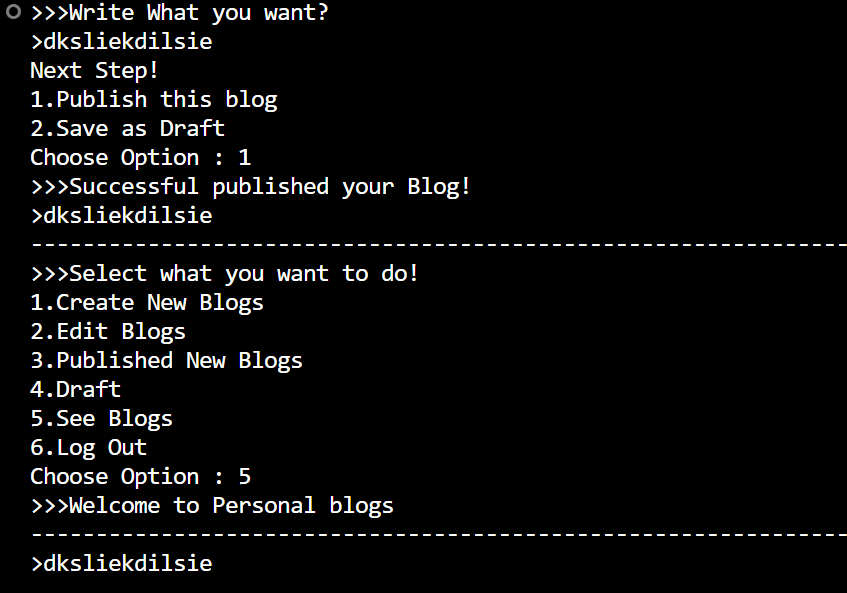 >>>Write What you want?
>dksliekdilsie
Next Step!
1.Publish this blog
2.Save as Draft
Choose Option : 1
>>>Successful published your Blog!
>dksliekdilsie
---------------------------------------------------------------
>>>Select what you want to do!
1.Create New Blogs
2.Edit Blogs
3.Published New Blogs
4.Draft
5.See Blogs
6.Log Out
Choose Option : 5
>>>Welcome to Personal blogs
---------------------------------------------------------------
>dksliekdilsie